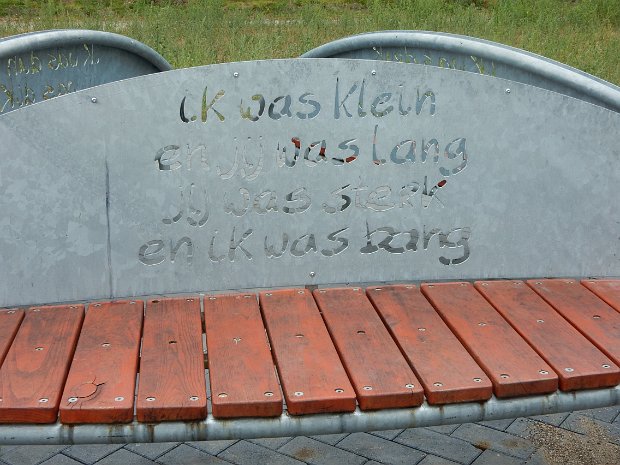 ik was klein
en jij was lang
jij was sterk
en ik was bang